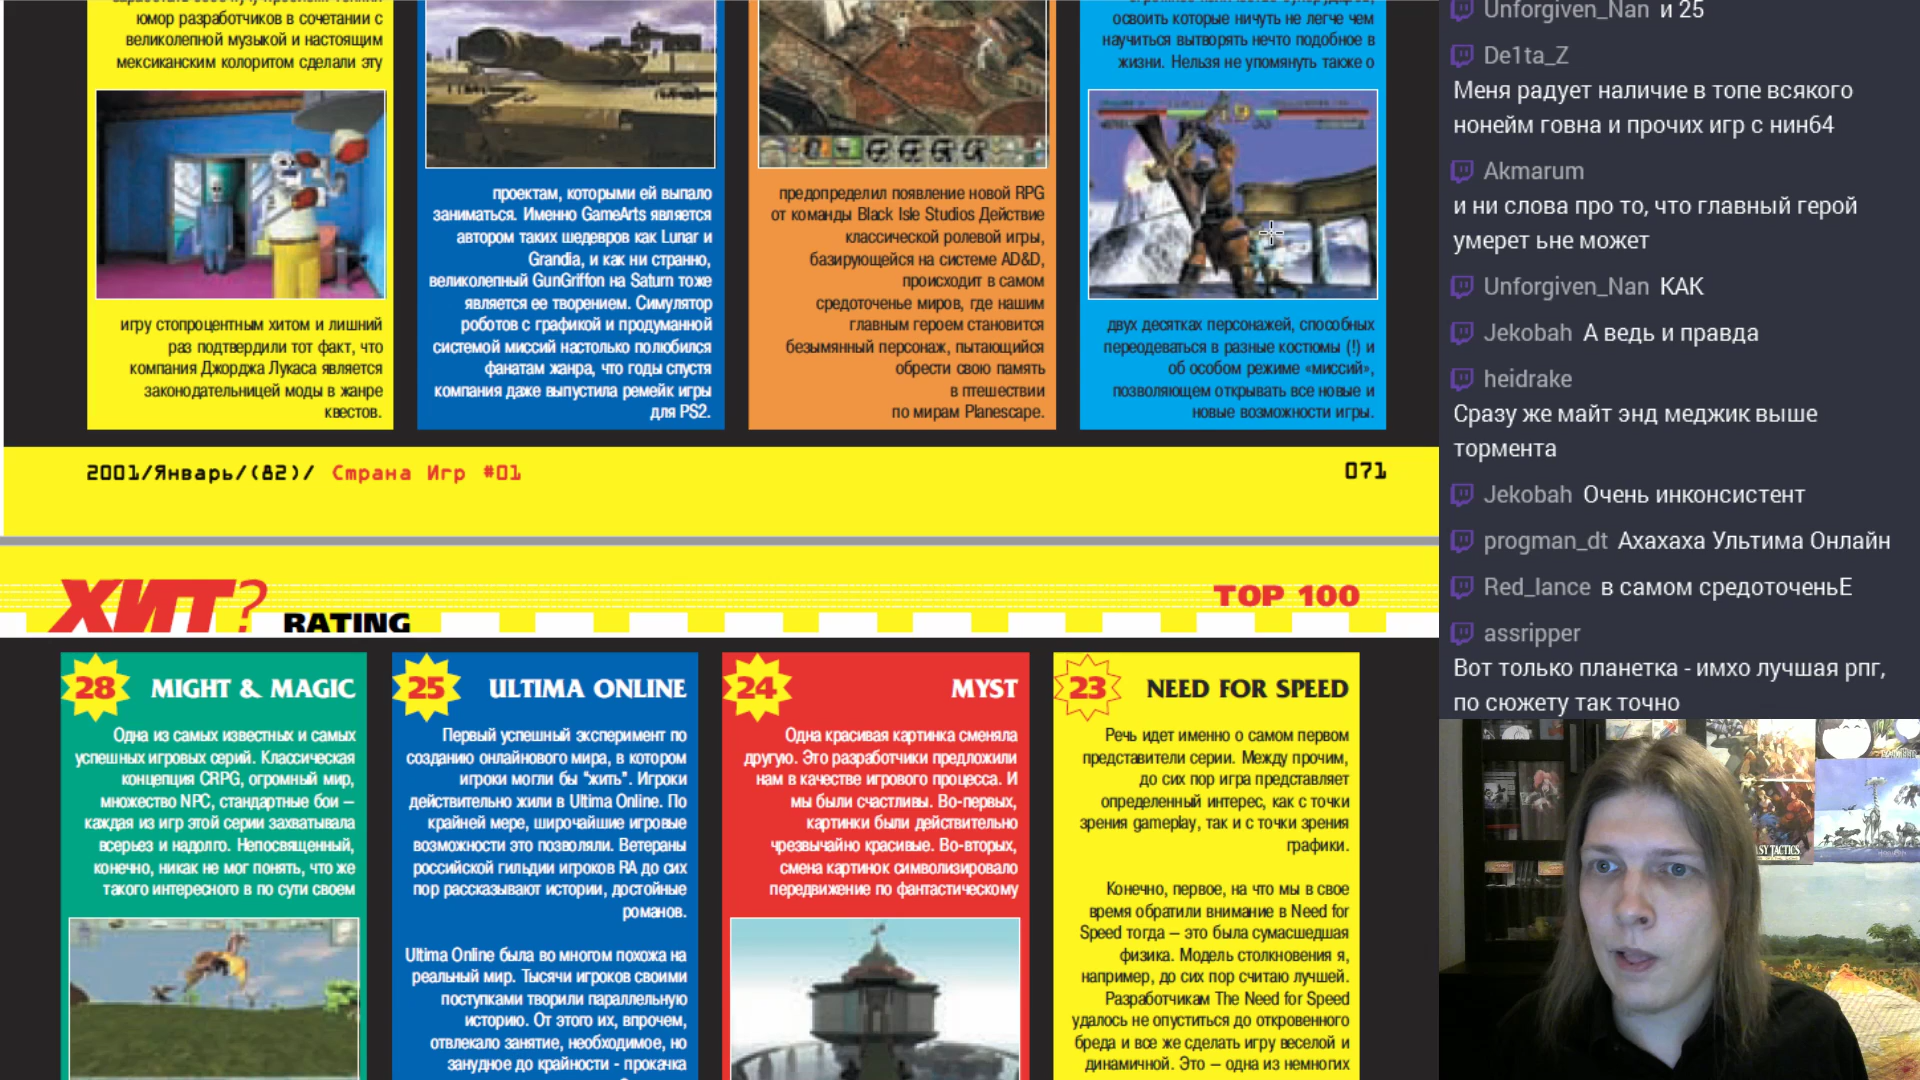 юмор разработчиков в сочетании с
великолепной музыкой и настоящим
мексиканским колоритом сделали эту
игру стопроцентным хитом и лишний
раз подтвердили тот факт, что
компания Джорджа Лукаса является
законодательницей моды в жанре
квестов.
проектам, которыми ей выпало
заниматься. Именно GameArts является
автором таких шедевров как Lunar и
Grandia, и как ни странно,
великолепный GunGriffon на Saturn тоже
является ее творением. Симулятор
роботов с графикой и продуманной
системой миссий настолько полюбился
фанатам жанра, что годы спустя
компания даже выпустила ремейк игры
для PS2.
предопределил появление новой RPG
от команды Black Isle Studios Действие
классической ролевой игры,
базирующейся на системе AD&D,
происходит в самом
средоточенье миров, где нашим
главным героем становится
безымянный персонаж, пытающийся
обрести свою память
в птешествии
по мирам Planescape.
освоить которые ничуть не легче чем
научиться вытворять нечто подобное в
жизни. Нельзя не упомянуть также о
двух десятках персонажей, способных
переодеваться в разные костюмы (!) и
об особом режиме «миссий»,
позволяющем открывать все новые и
новые возможности игры.
2001/Январь/(82)/ Страна Игр #01
071
ХИТ? RATING
TOP 100
28 MIGHT & MAGIC
Одна из самых известных и самых
успешных игровых серий. Классическая
концепция CRPG, огромный мир,
множество NPC, стандартные бои –
каждая из игр этой серии захватывала
всерьез и надолго. Непосвященный,
конечно, никак не мог понять, что же
такого интересного в по сути своем
25 ULTIMA ONLINE
Первый успешный эксперимент по
созданию онлайнового мира, в котором
игроки могли бы "жить". Игроки
действительно жили в Ultima Online. По
крайней мере, широчайшие игровые
возможности это позволяли. Ветераны
российской гильдии игроков RA до сих
пор рассказывают истории, достойные
романов.
Ultima Online была во многом похожа на
реальный мир. Тысячи игроков своими
поступками творили параллельную
историю. От этого их, впрочем,
отвлекало занятие, необходимое, но
занудное до крайности - прокачка
24 MYST
Одна красивая картинка сменяла
другую. Это разработчики предложили
нам в качестве игрового процесса. И
мы были счастливы. Во-первых,
картинки были действительно
чрезвычайно красивые. Во-вторых,
смена картинок символизировало
передвижение по фантастическому
23 NEED FOR SPEED
Речь идет именно о самом первом
представители серии. Между прочим,
до сих пор игра представляет
определенный интерес, как с точки
зрения gameplay, так и с точки зрения
графики.
Конечно, первое, на что мы в свое
время обратили внимание в Need for
Speed тогда – это была сумасшедшая
физика. Модель столкновения я,
например, до сих пор считаю лучшей.
Разработчикам The Need for Speed
удалось не опуститься до откровенного
бреда и все же сделать игру веселой и
динамичной. Это – одна из немногих
Unforgiven_Nan и 25
De1ta_Z
Меня радует наличие в топе всякого
нонейм говна и прочих игр с нин64
Akmarum
и ни слова про то, что главный герой
умерет ьне может
Unforgiven_Nan КАК
Jekobah А ведь и правда
heidrake
Сразу же майт энд меджик выше
тормента
Jekobah Очень инконсистент
progman_dt Ахахаха Ультима Онлайн
Red_lance в самом средоточеньЕ
assripper
Вот только планетка - имхо лучшая рпг,
по сюжету так точно
SY TACTICS